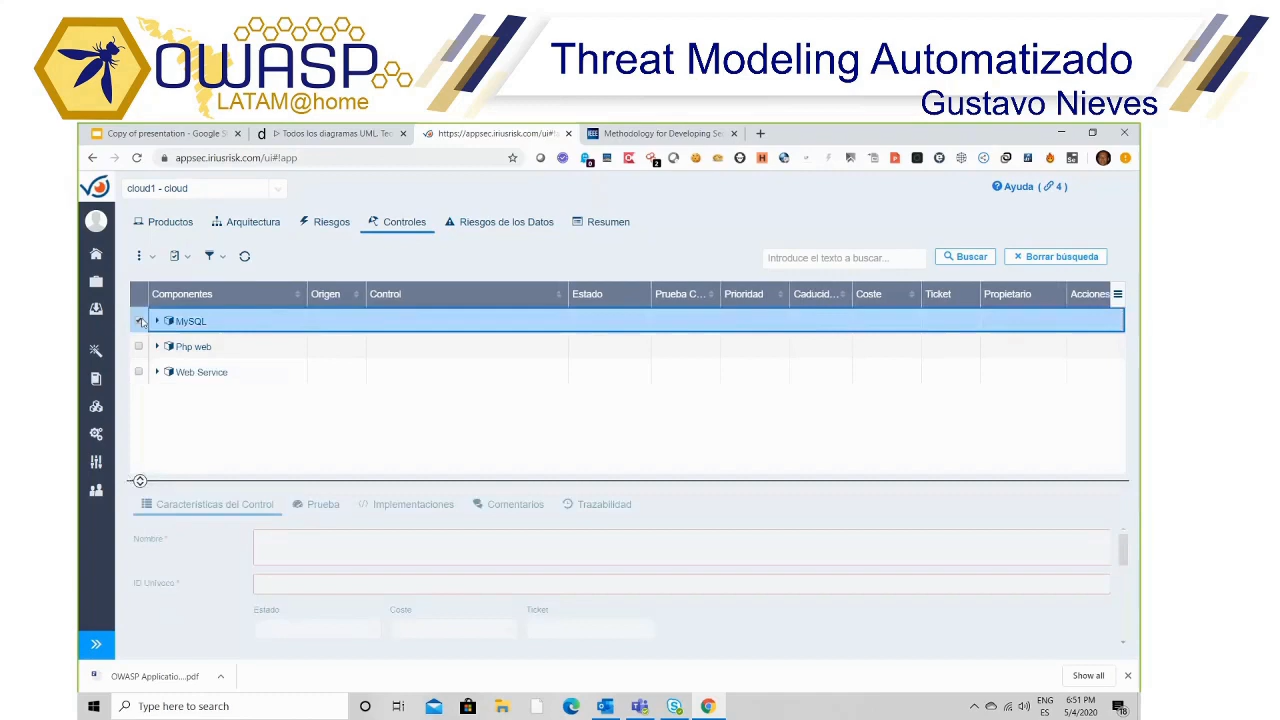 OWASP
LATAM@home
Threat Modeling Automatizado
Gustavo Nieves
Copy of presentation - Google S
Todos los diagramas UML. Teo
https://appsec.iriusrisk.com/ui#!a
Methodology for Developing Se
appsec.iriusrisk.com/ui#!app
cloud1 - cloud
Ayuda ( 4 )
Productos
Arquitectura
Riesgos
Controles
Riesgos de los Datos
Resumen
Introduce el texto a buscar...
Buscar
Borrar búsqueda
Componentes
Origen
Control
Estado
Prueba C...
Prioridad
Caducid...
Coste
Ticket
Propietario
Acciones
MySQL
Php web
Web Service
Características del Control
Prueba
Implementaciones
Comentarios
Trazabilidad
Nombre *
ID Unívoco *
Estado
Coste
Ticket
OWASP Applicatio....pdf
Show all
Type here to search
ENG
ES
6:51 PM
5/4/2020
18